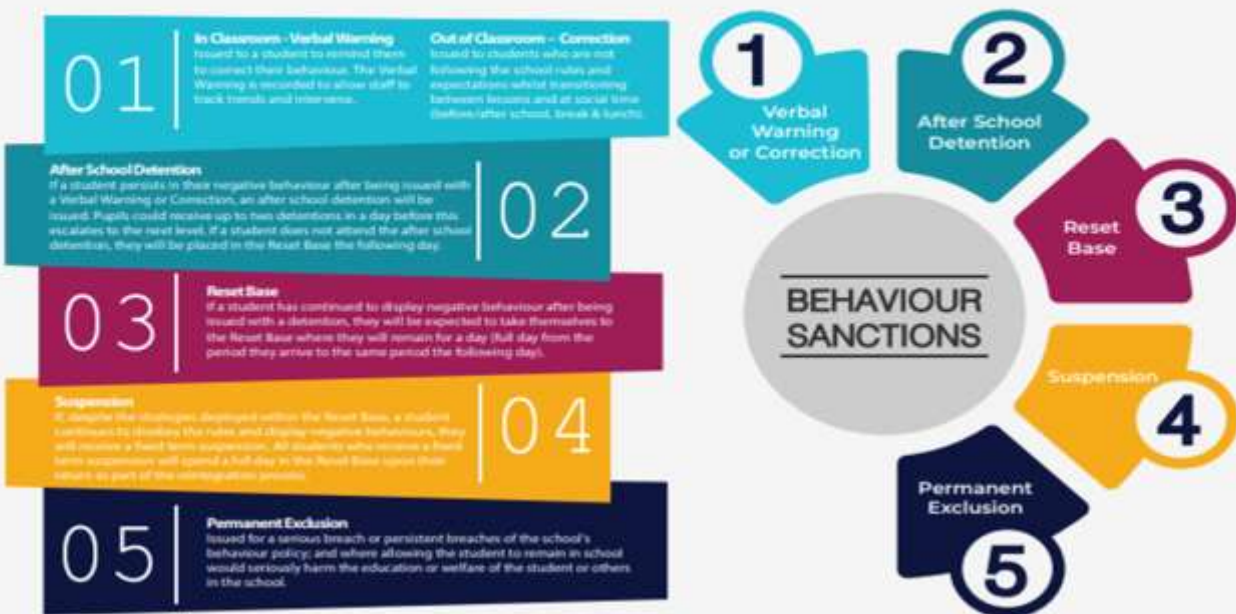 01
In Classroom - Verbal Warning
Issued to a student to remind them
to correct their behaviour. The Verbal
Warning is recorded to allow staff to
track trends and intervene.
Out of Classroom – Correction
Issued to students who are not
following the school rules and
expectations whilst transitioning
between lessons and at social time
(before/after school, break & lunch).
After School Detention
If a student persists in their negative behaviour after being issued with
a Verbal Warning or Correction, an after school detention will be
issued. Pupils could receive up to two detentions in a day before this
escalates to the next level. If a student does not attend the after school
detention, they will be placed in the Reset Base the following day.
02
03
Reset Base
If a student has continued to display negative behaviour after being
issued with a detention, they will be expected to take themselves to
the Reset Base where they will remain for a day (full day from the
period they arrive to the same period the following day).
Suspension
If, despite the strategies deployed within the Reset Base, a student
continues to disobey the rules and display negative behaviours, they
will receive a fixed term suspension. All students who receive a fixed
term suspension will spend a full day in the Reset Base upon their
return as part of the reintegration process.
04
05
Permanent Exclusion
Issued for a serious breach or persistent breaches of the school's
behaviour policy; and where allowing the student to remain in school
would seriously harm the education or welfare of the student or others
in the school.
1
Verbal
Warning
or Correction
2
After School
Detention
3
Reset
Base
BEHAVIOUR
SANCTIONS
Suspension
4
Permanent
Exclusion
5